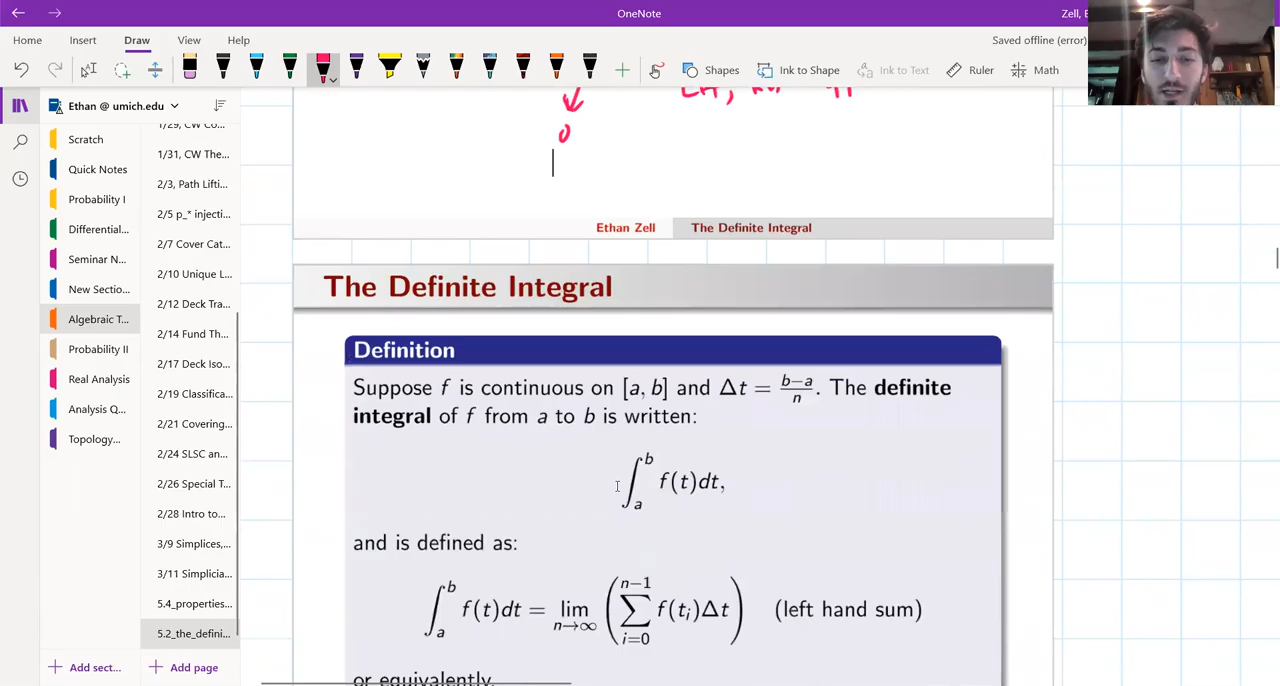 OneNote
Zell, E
Home
Insert
Draw
View
Help
Saved offline (error)
Shapes
Ink to Shape
Ink to Text
Ruler
Math
Ethan @ umich.edu
Scratch
Quick Notes
Probability I
Differential...
Seminar N...
New Sectio...
Algebraic T...
Probability II
Real Analysis
Analysis Q...
Topology...
Add sect...
1/29, CW Co...
1/31, CW The...
2/3, Path Lifti...
2/5 p_* injecti...
2/7 Cover Cat...
2/10 Unique L...
2/12 Deck Tra...
2/14 Fund Th...
2/17 Deck Iso...
2/19 Classifica...
2/21 Covering...
2/24 SLSC an...
2/26 Special T...
2/28 Intro to...
3/9 Simplices,...
3/11 Simplicia...
5.4_properties...
5.2_the_defini...
Add page
0
Ethan Zell
The Definite Integral
The Definite Integral
Definition
Suppose f is continuous on [a, b] and Δt = \frac{b−a}{n}. The definite
integral of f from a to b is written:
∫_a^b f(t)dt,
and is defined as:
∫_a^b f(t)dt = lim_{n→∞} (∑_{i=0}^{n−1} f(t_i)Δt) (left hand sum)
or equivalently,